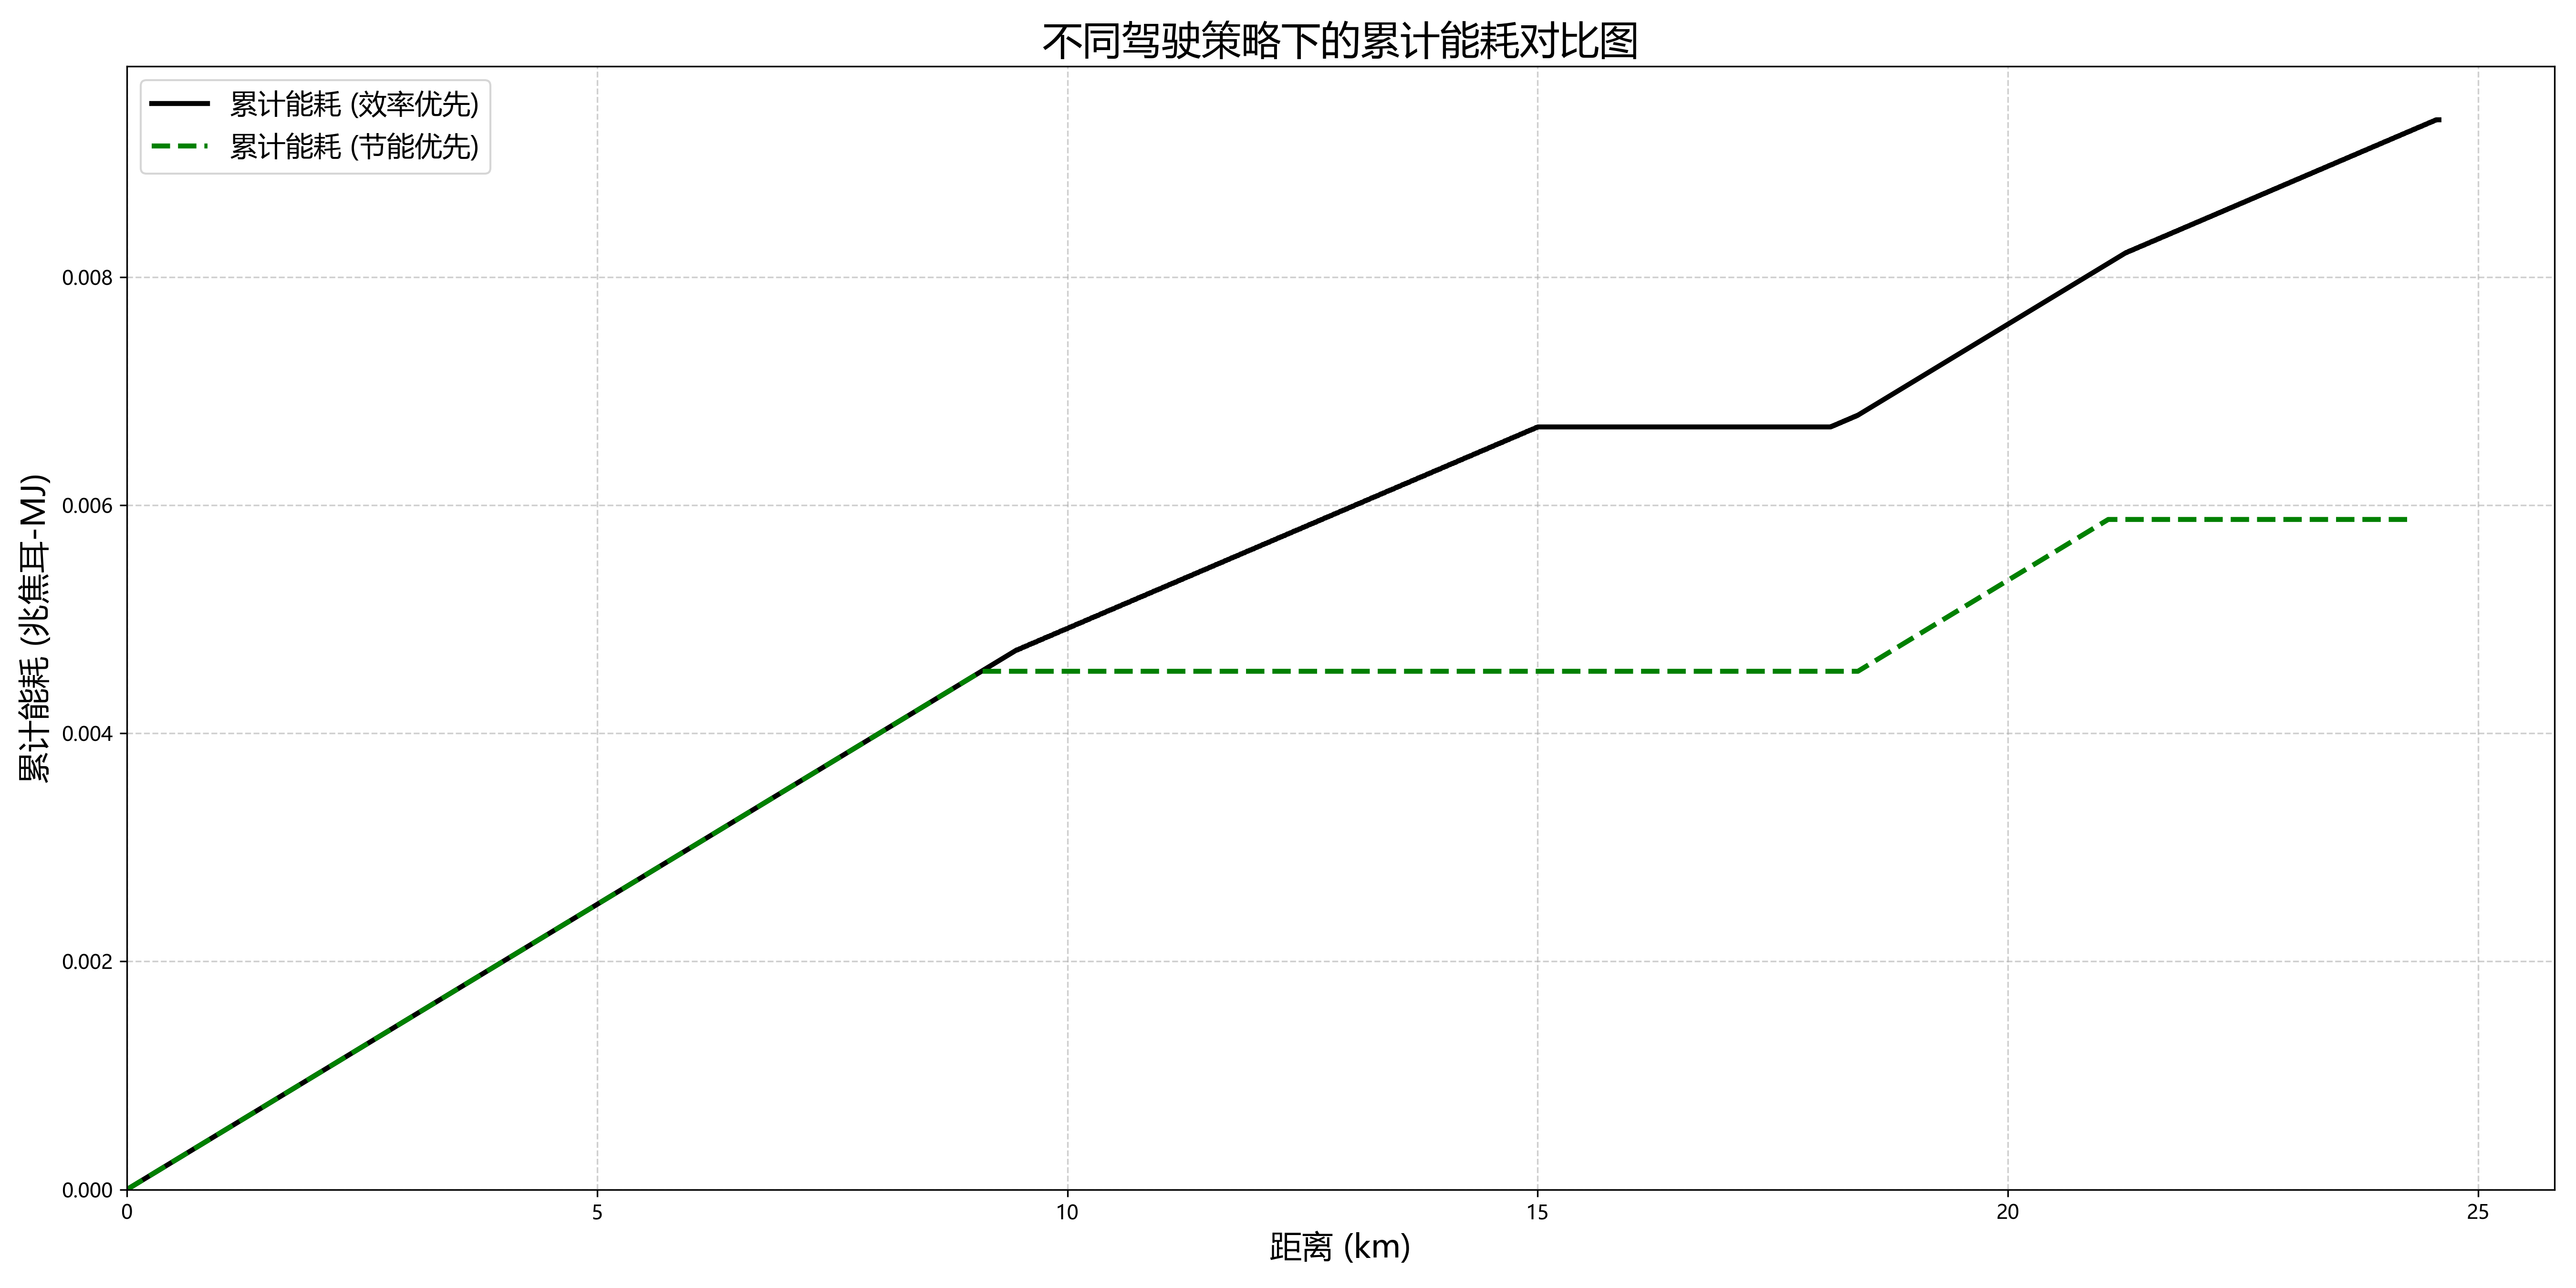 不同驾驶策略下的累计能耗对比图
累计能耗 (效率优先)
累计能耗 (节能优先)
累计能耗 (兆焦耳-MJ)
0.008
0.006
0.004
0.002
0.000
0 5 10 15 20 25
距离 (km)